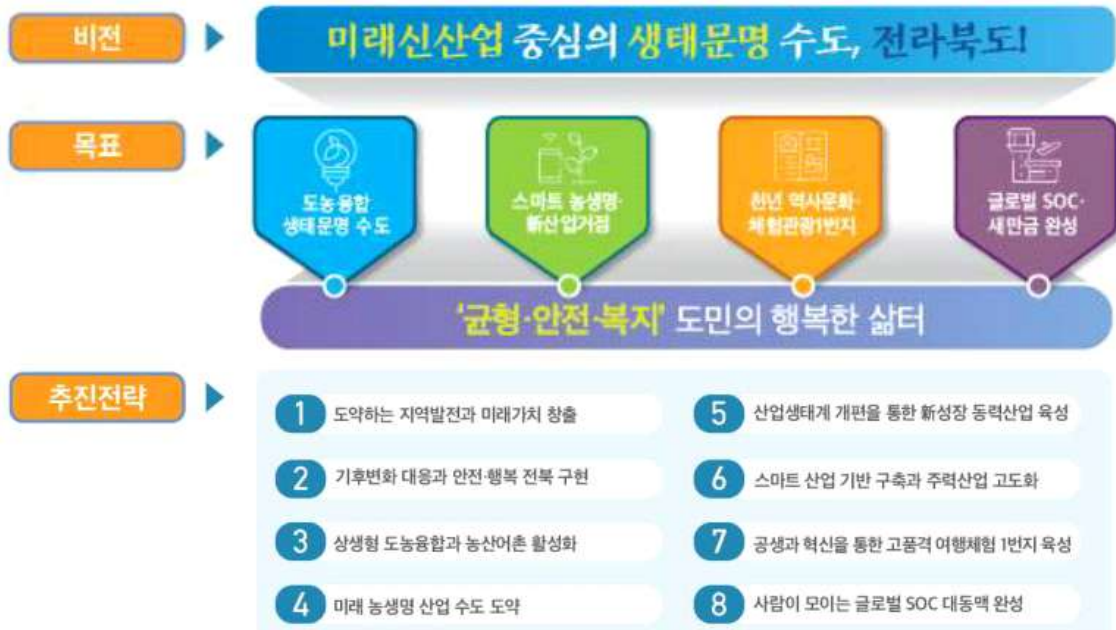 비전
미래신산업 중심의 생태문명 수도, 전라북도!
목표
도농융합
생태문명 수도
스마트 농생명·
新산업거점
천년 역사문화·
체험관광1번지
글로벌 SOC·
새만금 완성
'균형·안전·복지' 도민의 행복한 삶터
추진전략
1 도약하는 지역발전과 미래가치 창출
2 기후변화 대응과 안전·행복 전북 구현
3 상생형 도농융합과 농산어촌 활성화
4 미래 농생명 산업 수도 도약
5 산업생태계 개편을 통한 新성장 동력산업 육성
6 스마트 산업 기반 구축과 주력산업 고도화
7 공생과 혁신을 통한 고품격 여행체험 1번지 육성
8 사람이 모이는 글로벌 SOC 대동맥 완성